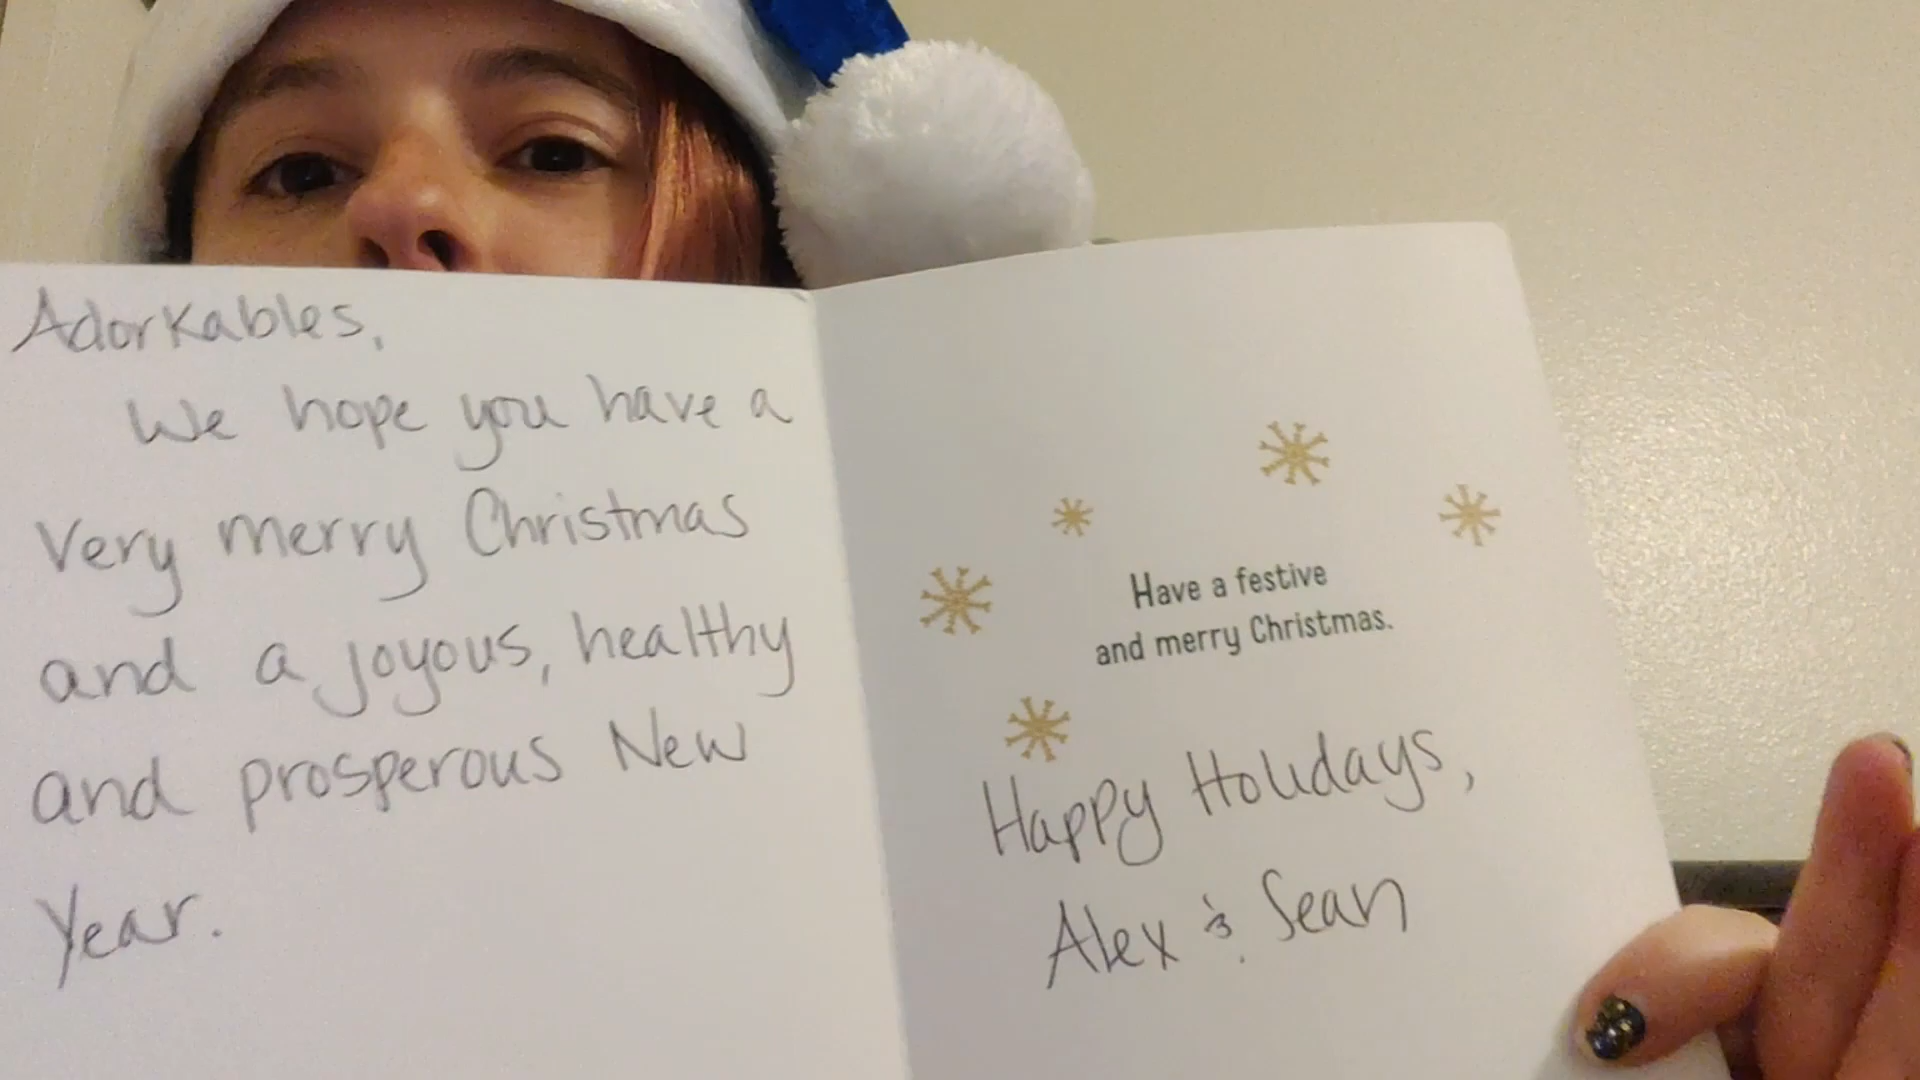 Adorkables,
We hope you have a
very merry Christmas
and a joyous, healthy
and prosperous New
Year.
Have a festive
and merry Christmas.
Happy Holidays,
Alex & Sean